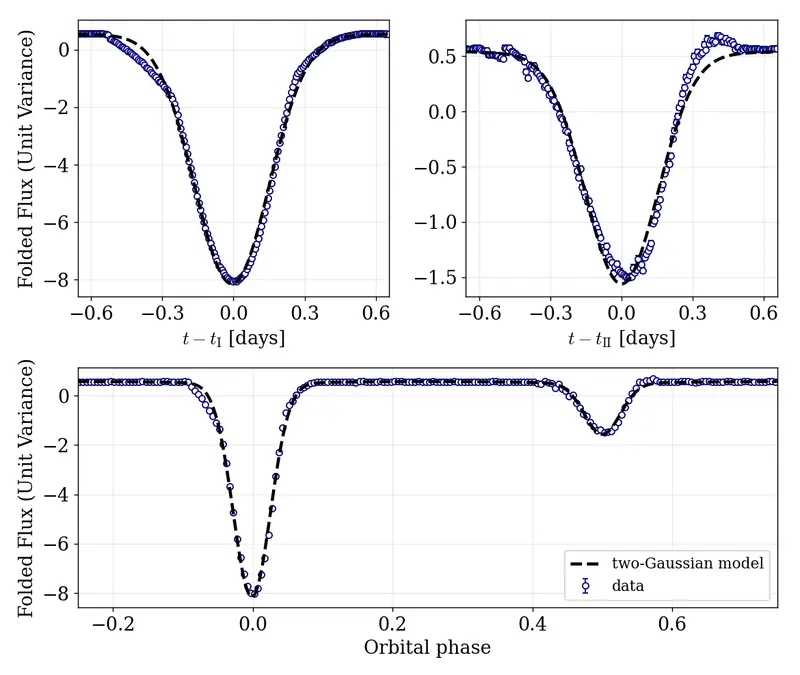 Folded Flux (Unit Variance)
0
−2
−4
−6
−8
−0.6 −0.3 0.0 0.3 0.6
t − tI [days]
0.5
0.0
−0.5
−1.0
−1.5
−0.6 −0.3 0.0 0.3 0.6
t − tII [days]
Folded Flux (Unit Variance)
0
−2
−4
−6
−8
−0.2 0.0 0.2 0.4 0.6
Orbital phase
two-Gaussian model
data